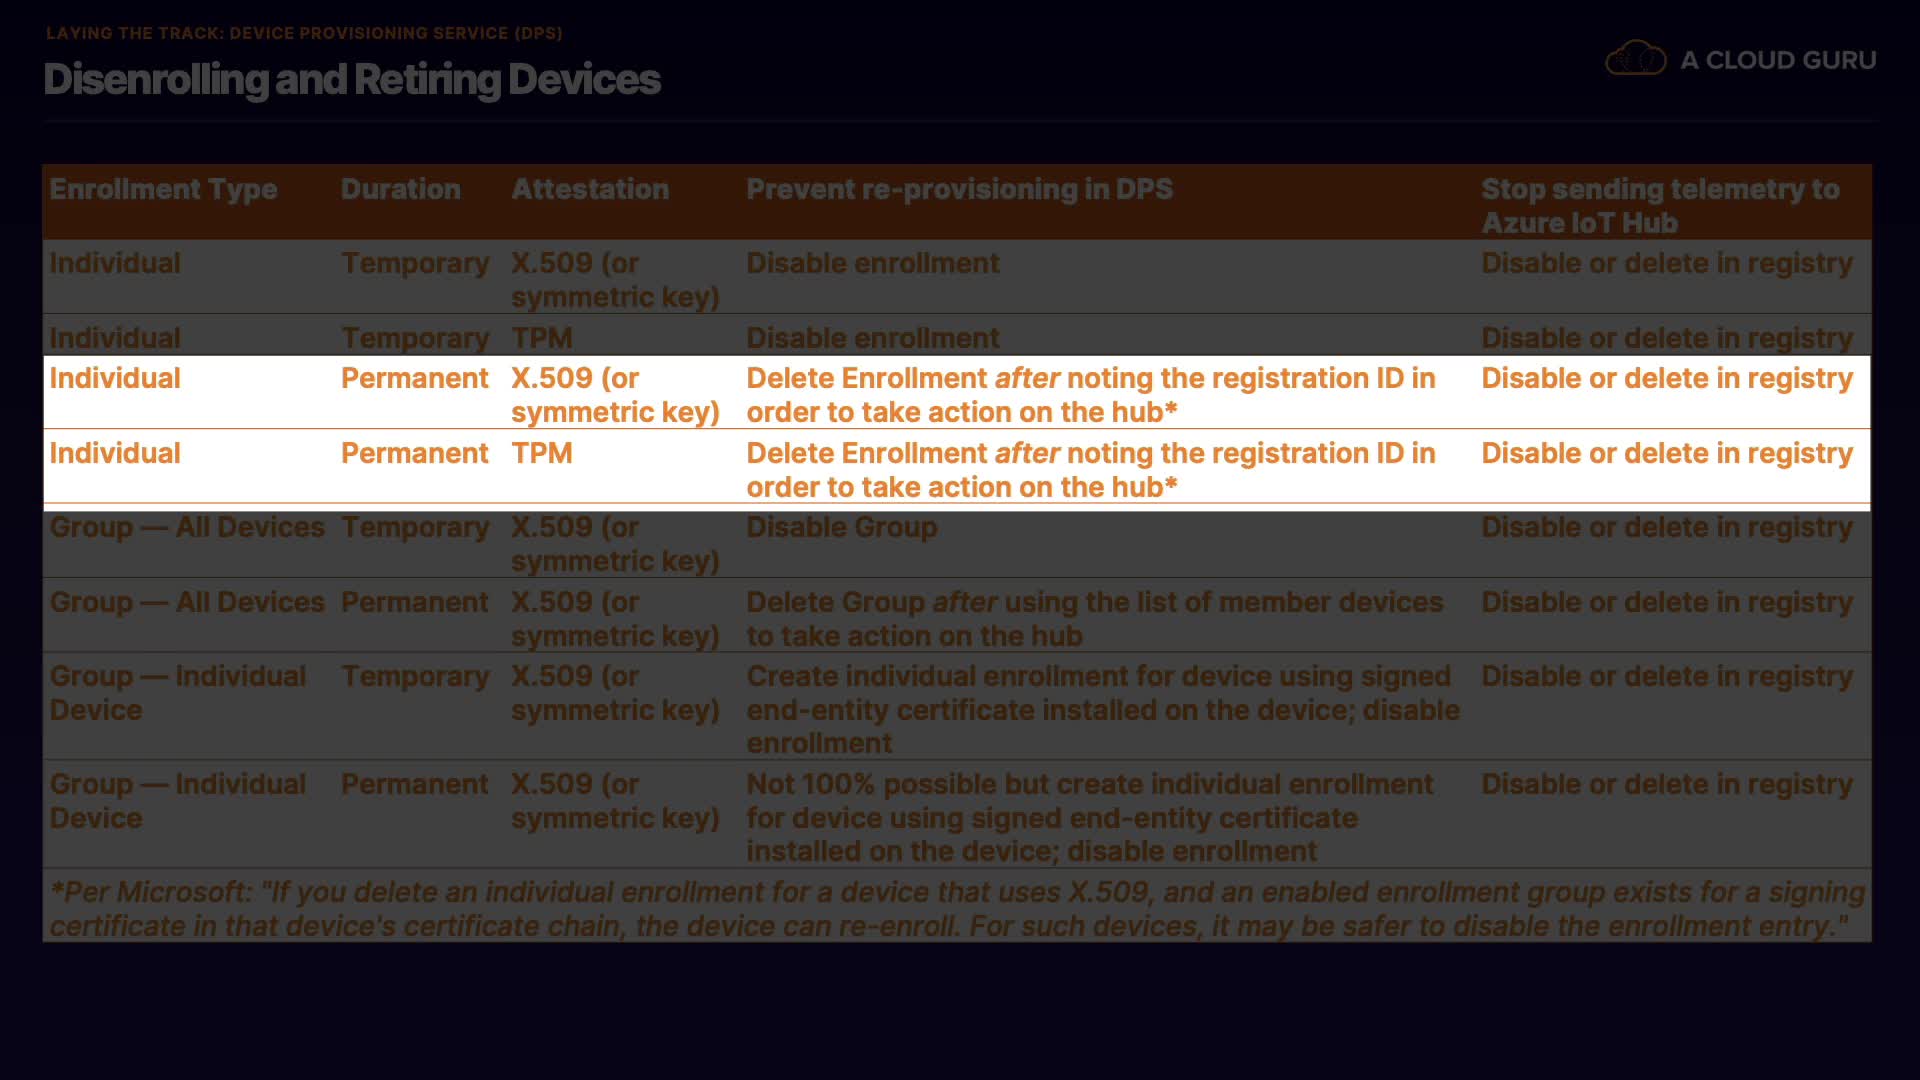 LAYING THE TRACK: DEVICE PROVISIONING SERVICE (DPS)
Disenrolling and Retiring Devices
A CLOUD GURU
Enrollment Type Duration Attestation Prevent re-provisioning in DPS Stop sending telemetry to
Azure IoT Hub
Individual Temporary X.509 (or Disable enrollment Disable or delete in registry
symmetric key)
Individual Temporary TPM Disable enrollment Disable or delete in registry
Individual Permanent X.509 (or Delete Enrollment after noting the registration ID in Disable or delete in registry
symmetric key) order to take action on the hub*
Individual Permanent TPM Delete Enrollment after noting the registration ID in Disable or delete in registry
order to take action on the hub*
Group — All Devices Temporary X.509 (or Disable Group Disable or delete in registry
symmetric key)
Group — All Devices Permanent X.509 (or Delete Group after using the list of member devices Disable or delete in registry
symmetric key) to take action on the hub
Group — Individual Temporary X.509 (or Create individual enrollment for device using signed Disable or delete in registry
Device symmetric key) end-entity certificate installed on the device; disable
enrollment
Group — Individual Permanent X.509 (or Not 100% possible but create individual enrollment Disable or delete in registry
Device symmetric key) for device using signed end-entity certificate
installed on the device; disable enrollment
*Per Microsoft: "If you delete an individual enrollment for a device that uses X.509, and an enabled enrollment group exists for a signing
certificate in that device's certificate chain, the device can re-enroll. For such devices, it may be safer to disable the enrollment entry."